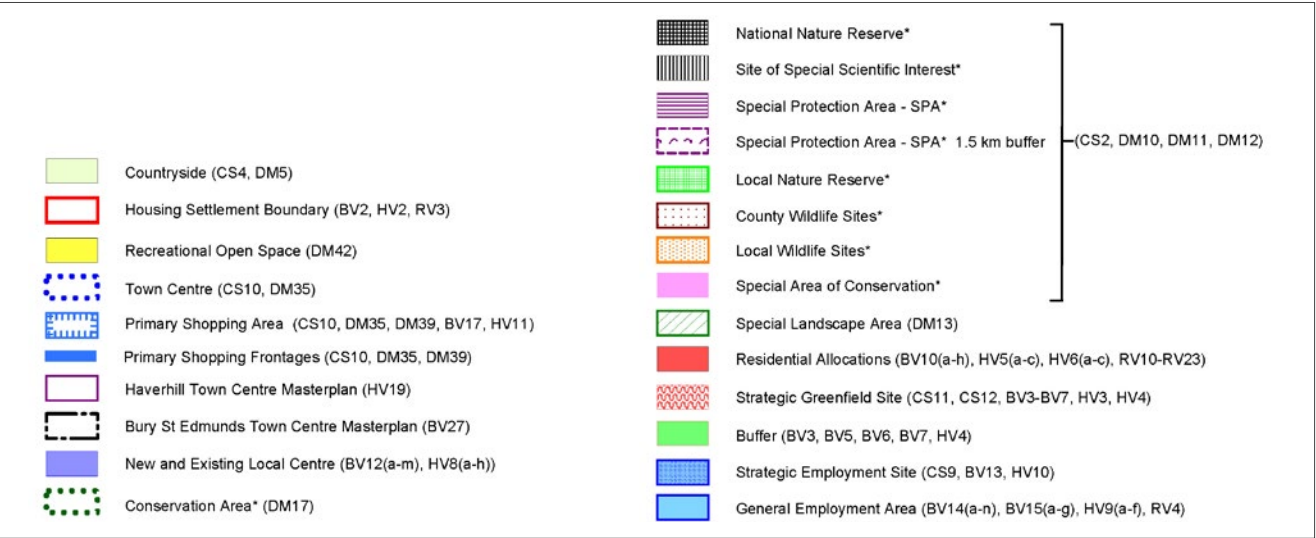 Countryside (CS4, DM5)
Housing Settlement Boundary (BV2, HV2, RV3)
Recreational Open Space (DM42)
Town Centre (CS10, DM35)
Primary Shopping Area (CS10, DM35, DM39, BV17, HV11)
Primary Shopping Frontages (CS10, DM35, DM39)
Haverhill Town Centre Masterplan (HV19)
Bury St Edmunds Town Centre Masterplan (BV27)
New and Existing Local Centre (BV12(a-m), HV8(a-h))
Conservation Area* (DM17)
National Nature Reserve*
Site of Special Scientific Interest*
Special Protection Area - SPA*
Special Protection Area - SPA* 1.5 km buffer
Local Nature Reserve*
County Wildlife Sites*
Local Wildlife Sites*
Special Area of Conservation*
(CS2, DM10, DM11, DM12)
Special Landscape Area (DM13)
Residential Allocations (BV10(a-h), HV5(a-c), HV6(a-c), RV10-RV23)
Strategic Greenfield Site (CS11, CS12, BV3-BV7, HV3, HV4)
Buffer (BV3, BV5, BV6, BV7, HV4)
Strategic Employment Site (CS9, BV13, HV10)
General Employment Area (BV14(a-n), BV15(a-g), HV9(a-f), RV4)